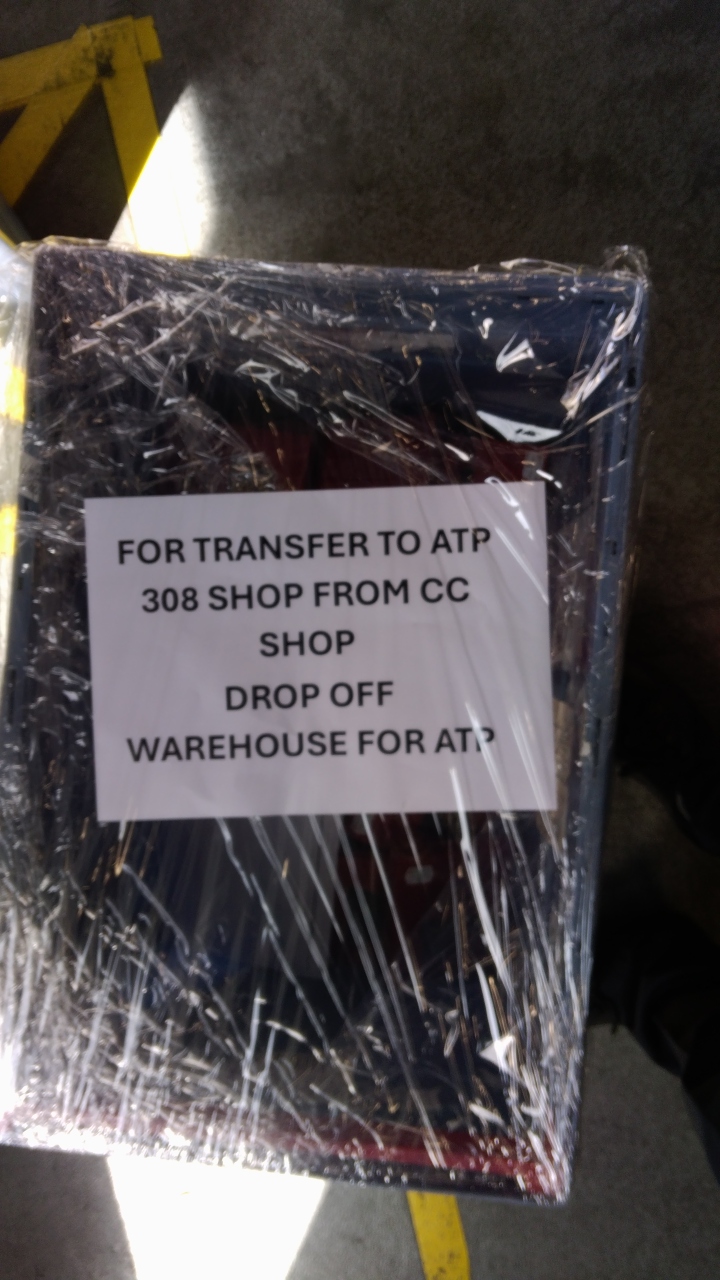 FOR TRANSFER TO ATP
308 SHOP FROM CC
SHOP
DROP OFF
WAREHOUSE FOR ATP